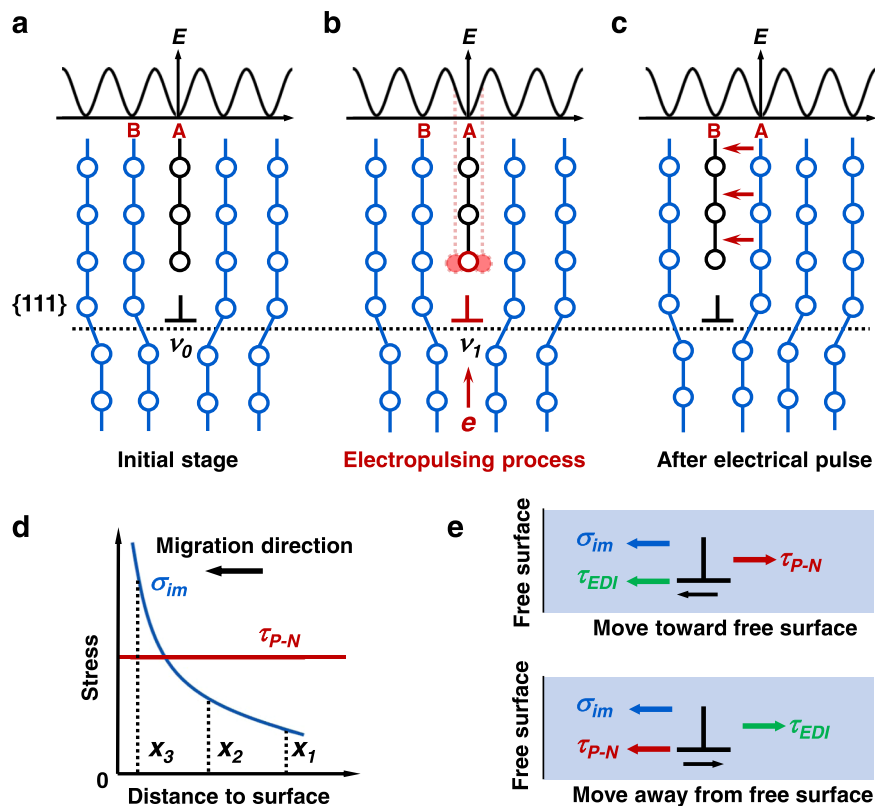 a
E
B A
{111}
ν0
Initial stage
b
E
B A
ν1
e
Electropulsing process
c
E
B A
After electrical pulse
d
Migration direction
σim
τP-N
Stress
0
x3 x2 x1
Distance to surface
e
Free surface
σim
τEDI
τP-N
Move toward free surface
Free surface
σim
τP-N
τEDI
Move away from free surface